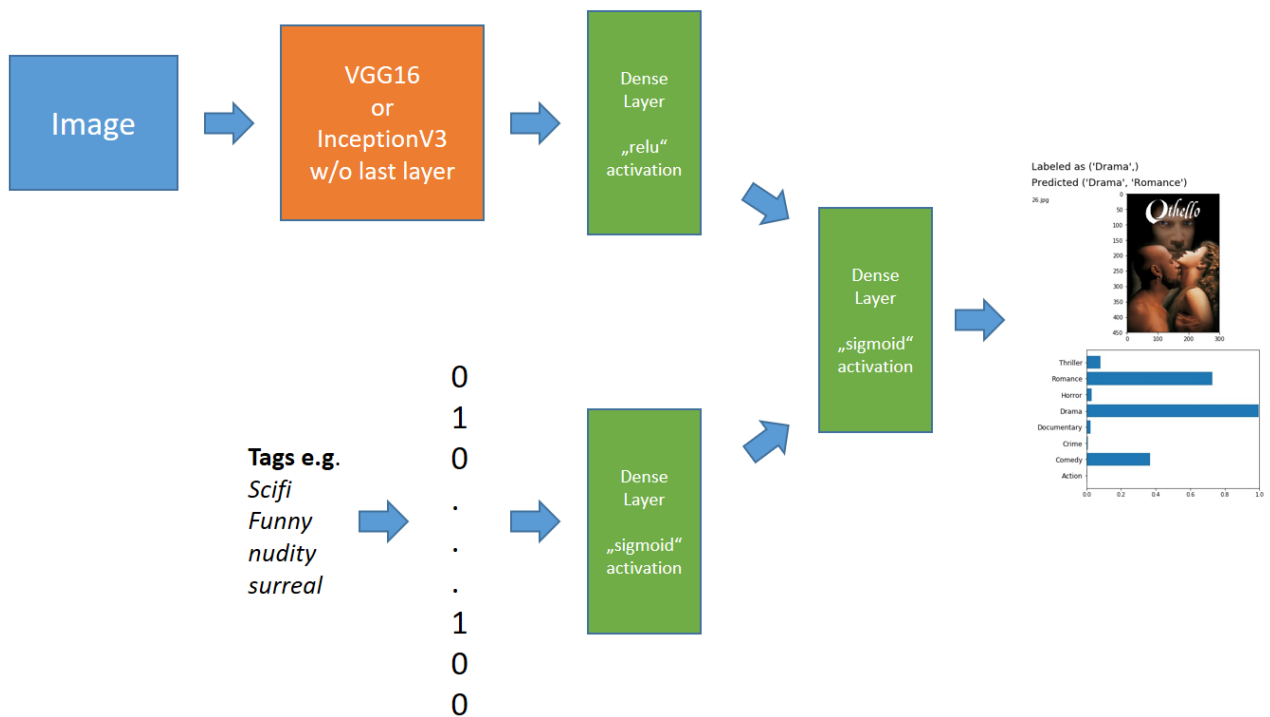 Image
VGG16
or
InceptionV3
w/o last layer
Dense
Layer
„relu“
activation
Tags e.g.
Scifi
Funny
nudity
surreal
0
1
0
.
.
.
1
0
0
Dense
Layer
„sigmoid“
activation
Dense
Layer
„sigmoid“
activation
Labeled as ('Drama',)
Predicted ('Drama', 'Romance')
26.jpg
Othello
0
50
100
150
200
250
300
350
400
450
0 100 200 300
Thriller
Romance
Horror
Drama
Documentary
Crime
Comedy
Action
0.0 0.2 0.4 0.6 0.8 1.0